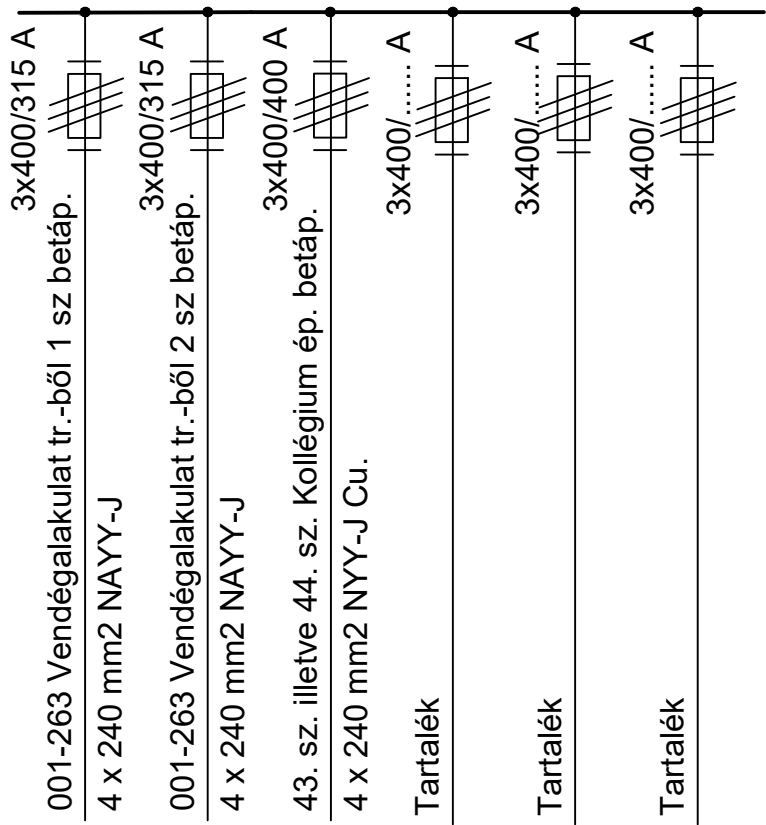 3x400/315 A
001-263 Vendégalakulat tr.-ből 1 sz betáp.
4 x 240 mm2 NAYY-J
3x400/315 A
001-263 Vendégalakulat tr.-ből 2 sz betáp.
4 x 240 mm2 NAYY-J
3x400/400 A
43. sz. illetve 44. sz. Kollégium ép. betáp.
4 x 240 mm2 NYY-J Cu.
3x400/...... A
Tartalék
3x400/...... A
Tartalék
3x400/...... A
Tartalék